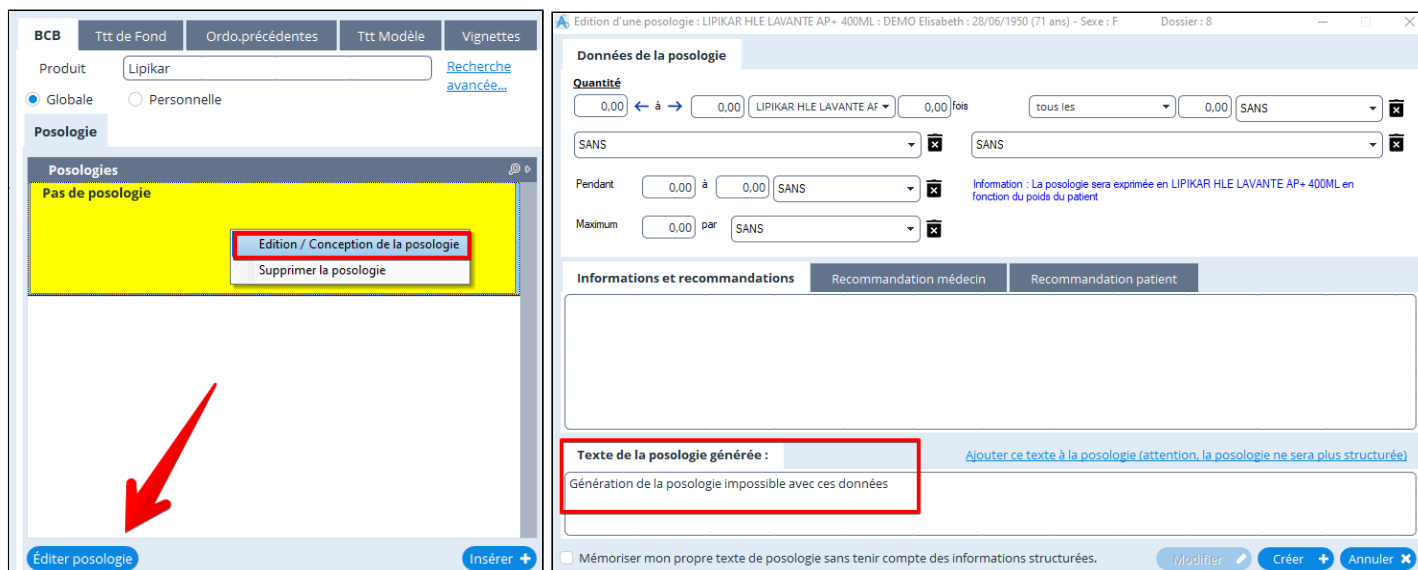 BCB Ttt de Fond Ordo.précédentes Ttt Modèle Vignettes
Produit Lipikar Recherche
avancée...
Globale Personnelle
Posologie
Posologies
Pas de posologie
Edition / Conception de la posologie
Supprimer la posologie
Éditer posologie Insérer
Edition d'une posologie : LIPIKAR HLE LAVANTE AP+ 400ML : DEMO Elisabeth : 28/06/1950 (71 ans) - Sexe : F Dossier : 8
Données de la posologie
Quantité
0,00 à 0,00 LIPIKAR HLE LAVANTE AF 0,00 fois tous les 0,00 SANS
SANS SANS
Pendant 0,00 à 0,00 SANS Information : La posologie sera exprimée en LIPIKAR HLE LAVANTE AP+ 400ML en
fonction du poids du patient
Maximum 0,00 par SANS
Informations et recommandations Recommandation médecin Recommandation patient
Texte de la posologie générée : Ajouter ce texte à la posologie (attention, la posologie ne sera plus structurée)
Génération de la posologie impossible avec ces données
Mémoriser mon propre texte de posologie sans tenir compte des informations structurées. Modifier Créer Annuler